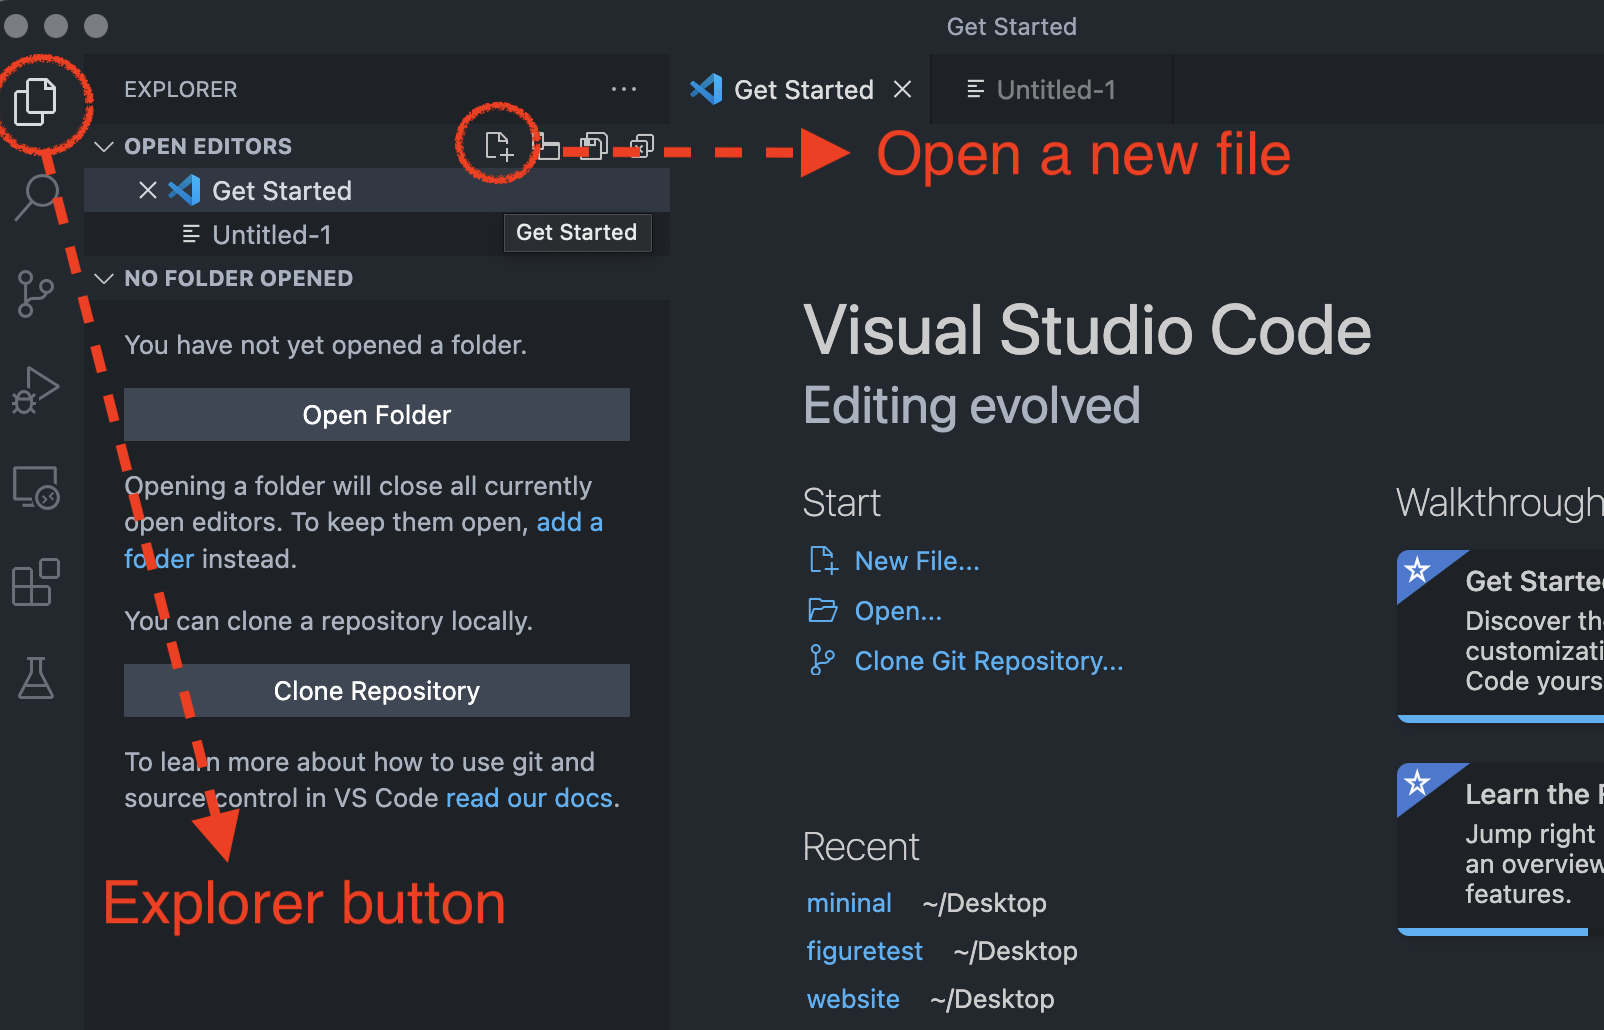 Get Started
EXPLORER
Get Started
Untitled-1
OPEN EDITORS
Open a new file
Get Started
Untitled-1
Get Started
NO FOLDER OPENED
You have not yet opened a folder.
Open Folder
Opening a folder will close all currently
open editors. To keep them open, add a
folder instead.
You can clone a repository locally.
Clone Repository
To learn more about how to use git and
source control in VS Code read our docs.
Explorer button
Visual Studio Code
Editing evolved
Start
New File...
Open...
Clone Git Repository...
Recent
mininal ~/Desktop
figuretest ~/Desktop
website ~/Desktop
Walkthrough
Get Starte
Discover th
customizati
Code yours
Learn the F
Jump right
an overview
features.